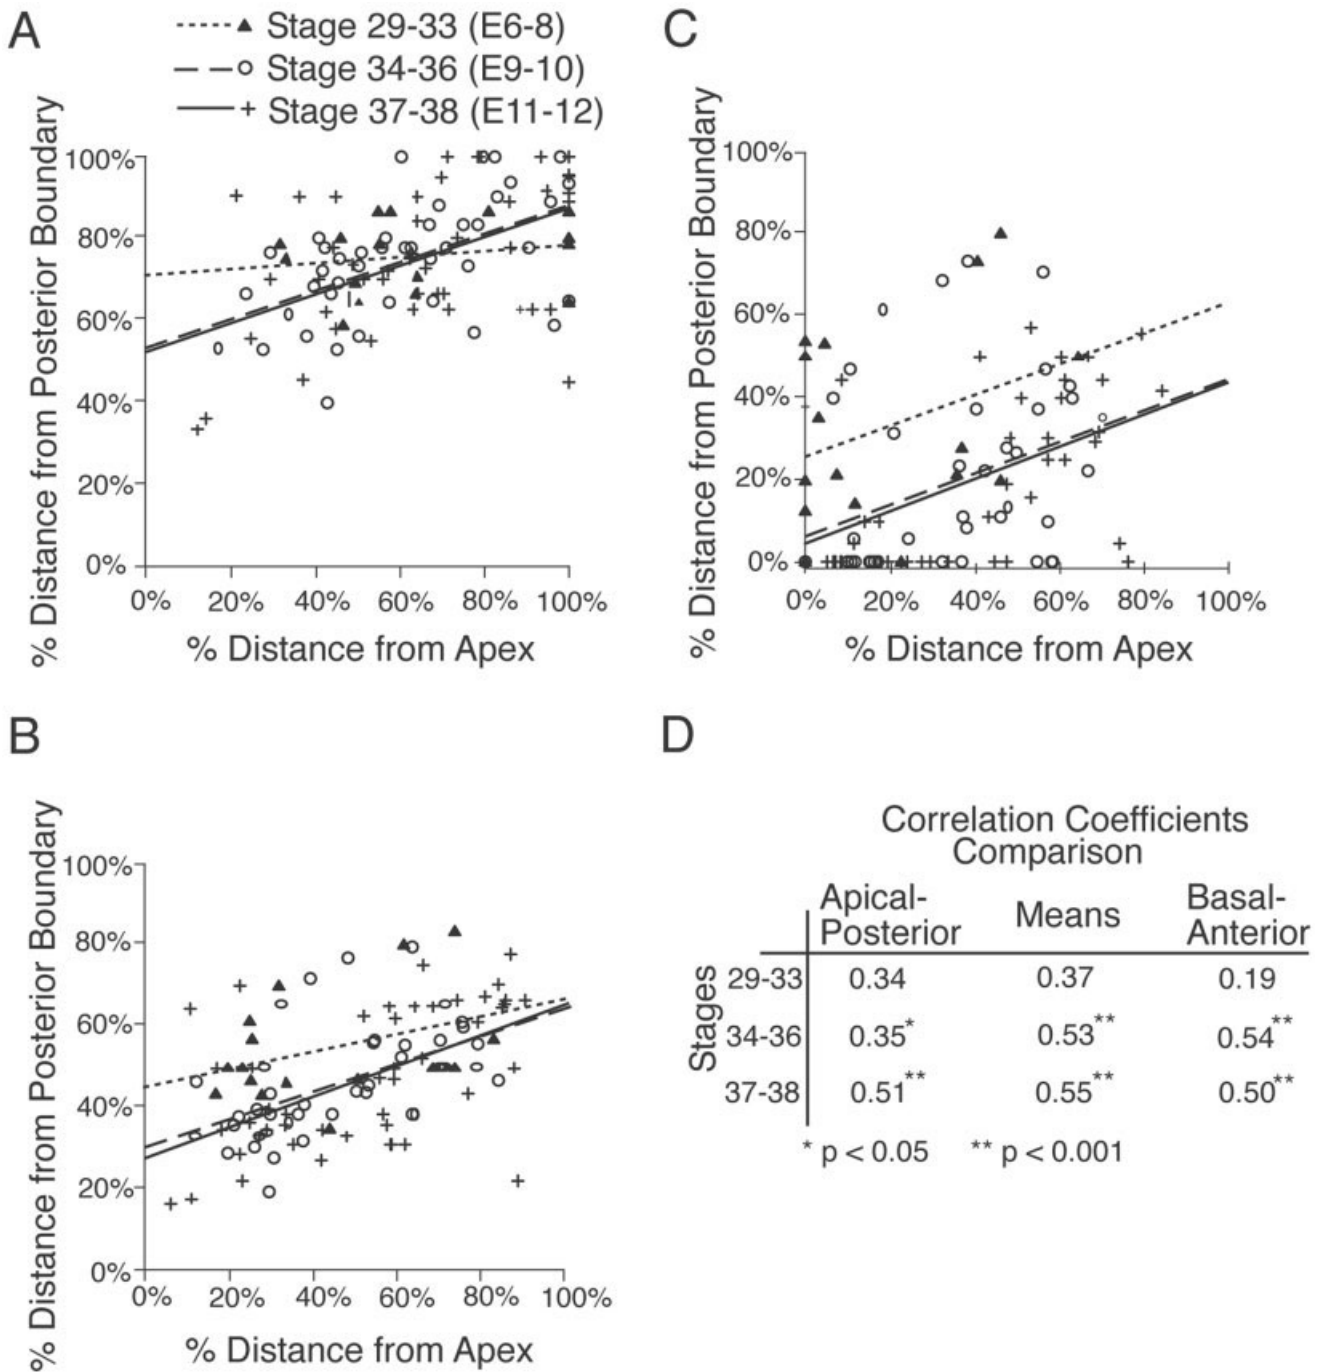 A
Stage 29-33 (E6-8)
Stage 34-36 (E9-10)
Stage 37-38 (E11-12)
% Distance from Posterior Boundary
100%
80%
60%
40%
20%
0%
0% 20% 40% 60% 80% 100%
% Distance from Apex
C
% Distance from Posterior Boundary
100%
80%
60%
40%
20%
0%
0% 20% 40% 60% 80% 100%
% Distance from Apex
B
% Distance from Posterior Boundary
100%
80%
60%
40%
20%
0%
0% 20% 40% 60% 80% 100%
% Distance from Apex
D
Correlation Coefficients
Comparison
Apical-
Posterior
Means
Basal-
Anterior
Stages
29-33 0.34 0.37 0.19
34-36 0.35* 0.53** 0.54**
37-38 0.51** 0.55** 0.50**
* p < 0.05 ** p < 0.001